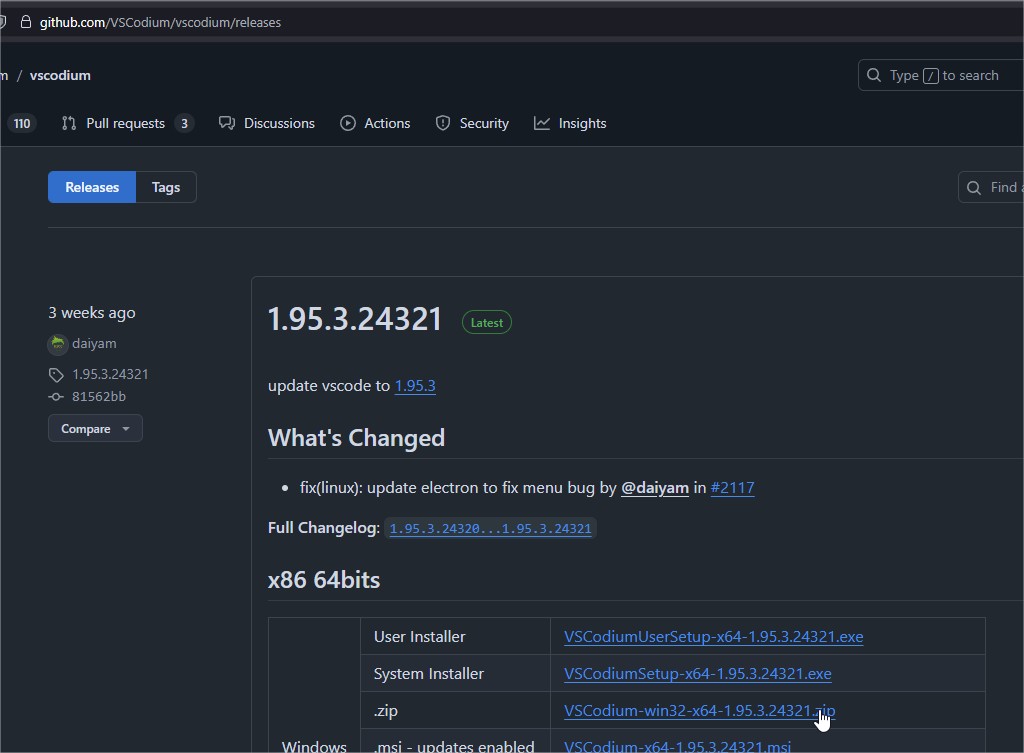 github.com/VSCodium/vscodium/releases
m / vscodium
Type / to search
110 Pull requests 3 Discussions Actions Security Insights
Releases Tags
Find a
3 weeks ago
daiyam
1.95.3.24321
81562bb
Compare
1.95.3.24321 Latest
update vscode to 1.95.3
What's Changed
fix(linux): update electron to fix menu bug by @daiyam in #2117
Full Changelog: 1.95.3.24320...1.95.3.24321
x86 64bits
User Installer VSCodiumUserSetup-x64-1.95.3.24321.exe
System Installer VSCodiumSetup-x64-1.95.3.24321.exe
.zip VSCodium-win32-x64-1.95.3.24321.zip
Windows .msi - updates enabled VSCodium-x64-1.95.3.24321.msi